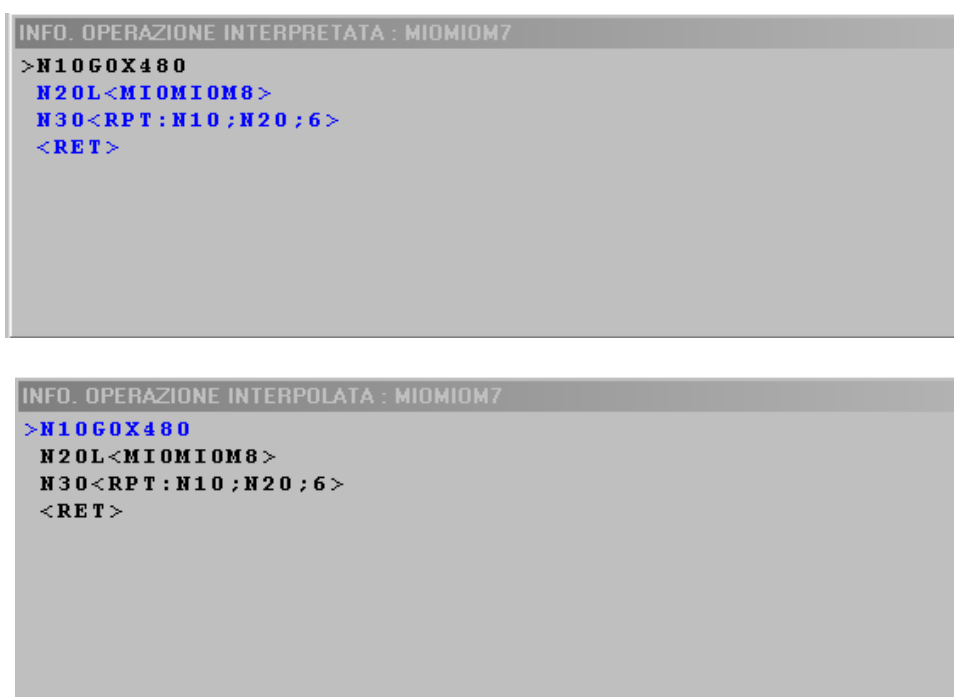 INFO. OPERAZIONE INTERPRETATA : MIOMIOM7
>N10G0X480
N20L<MIOMIOM8>
N30<RPT:N10;N20;6>
<RET>
INFO. OPERAZIONE INTERPOLATA : MIOMIOM7
>N10G0X480
N20L<MIOMIOM8>
N30<RPT:N10;N20;6>
<RET>